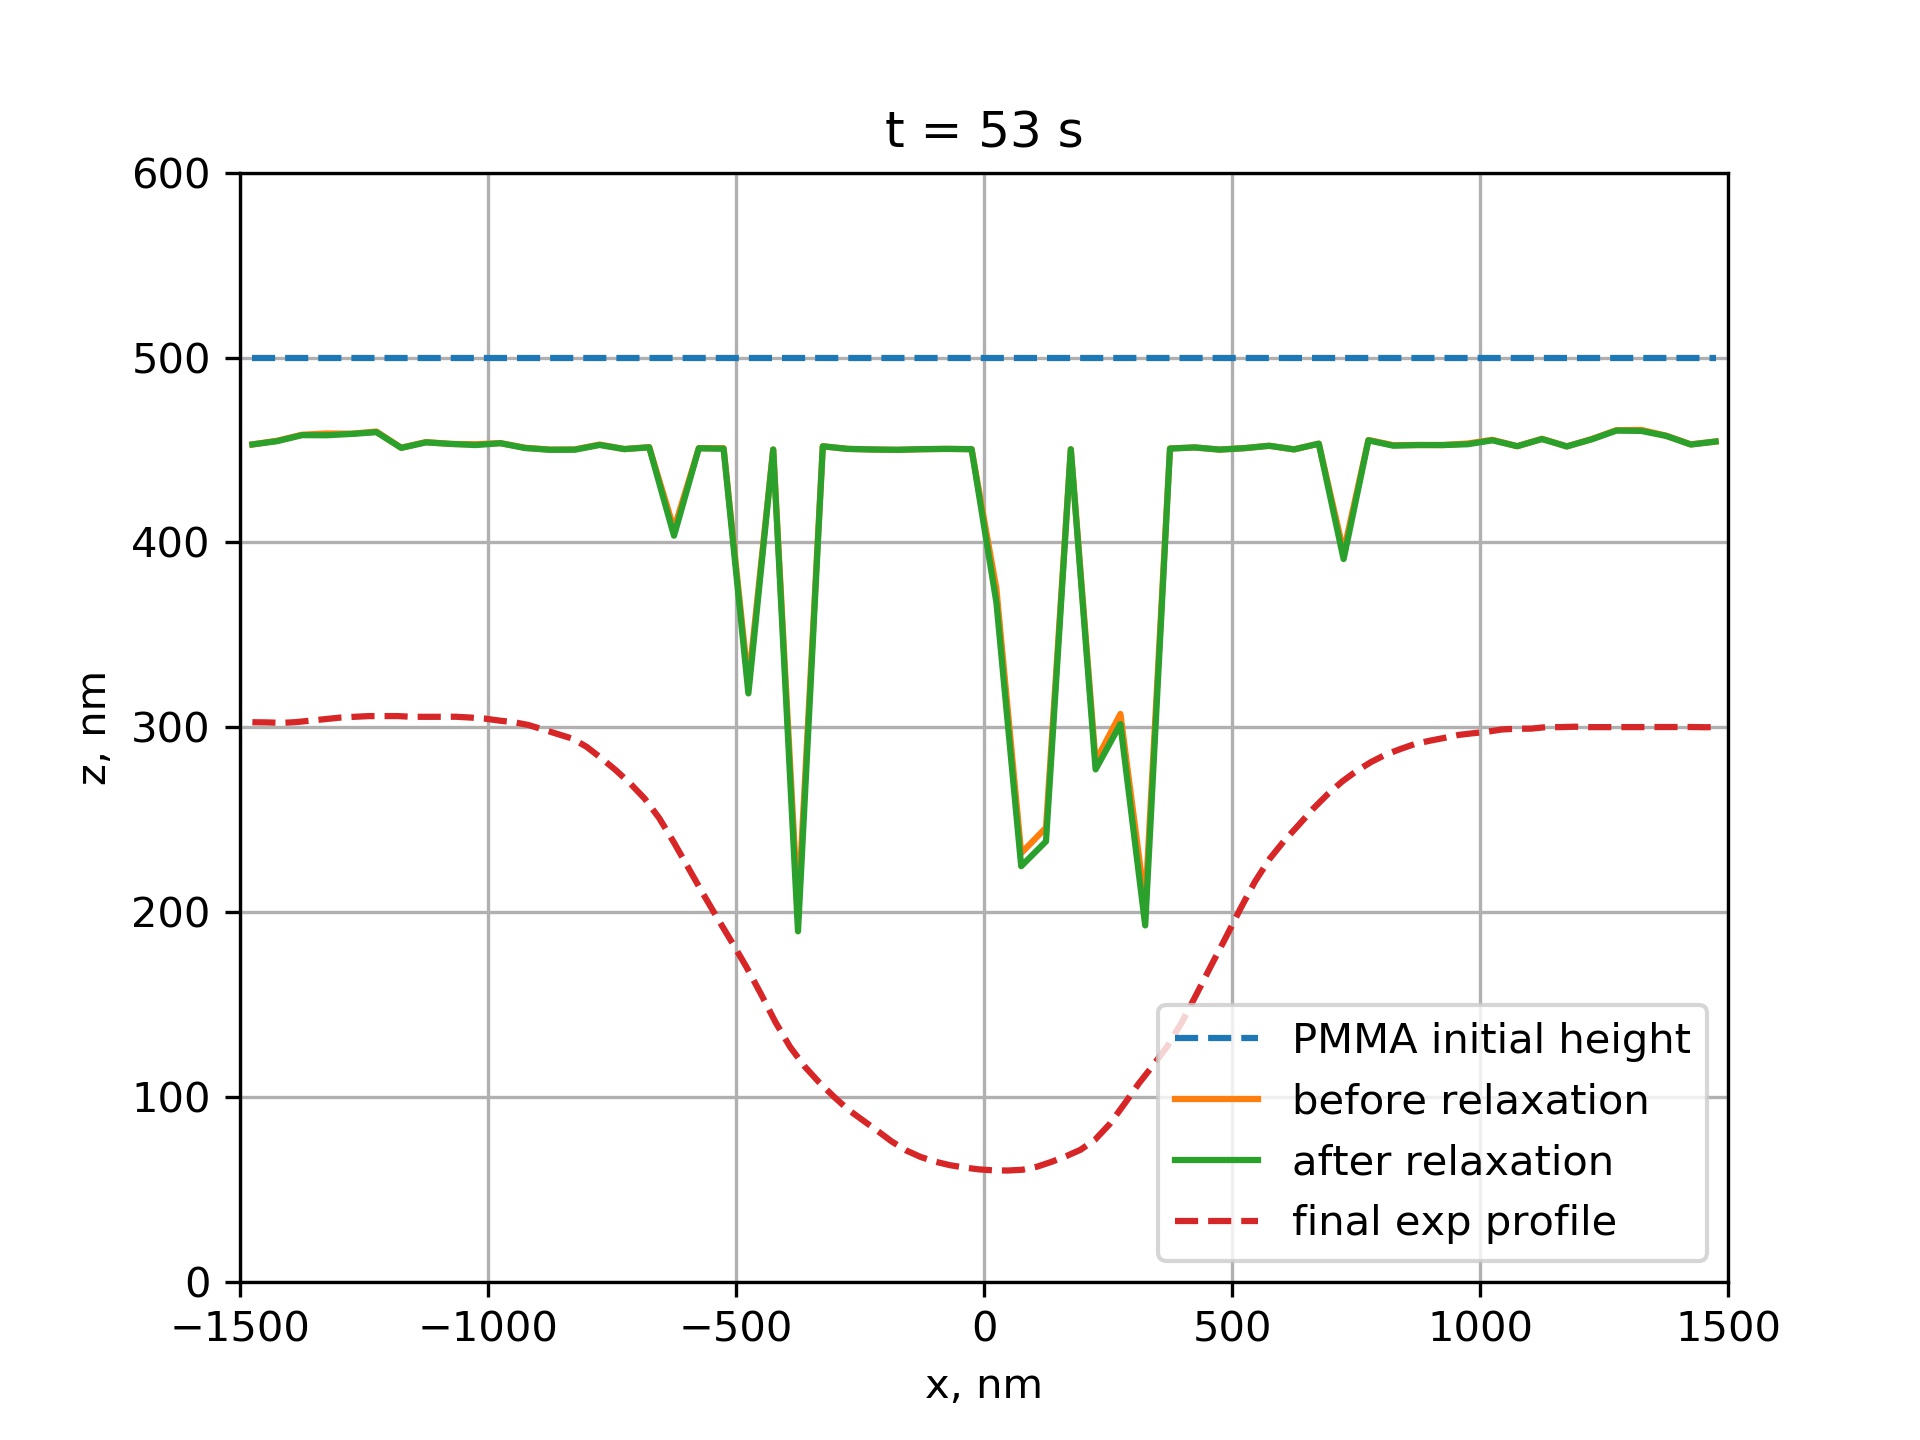 t = 53 s
600
500
400
300
200
100
0
z, nm
−1500
−1000
−500
0
500
1000
1500
x, nm
PMMA initial height
before relaxation
after relaxation
final exp profile